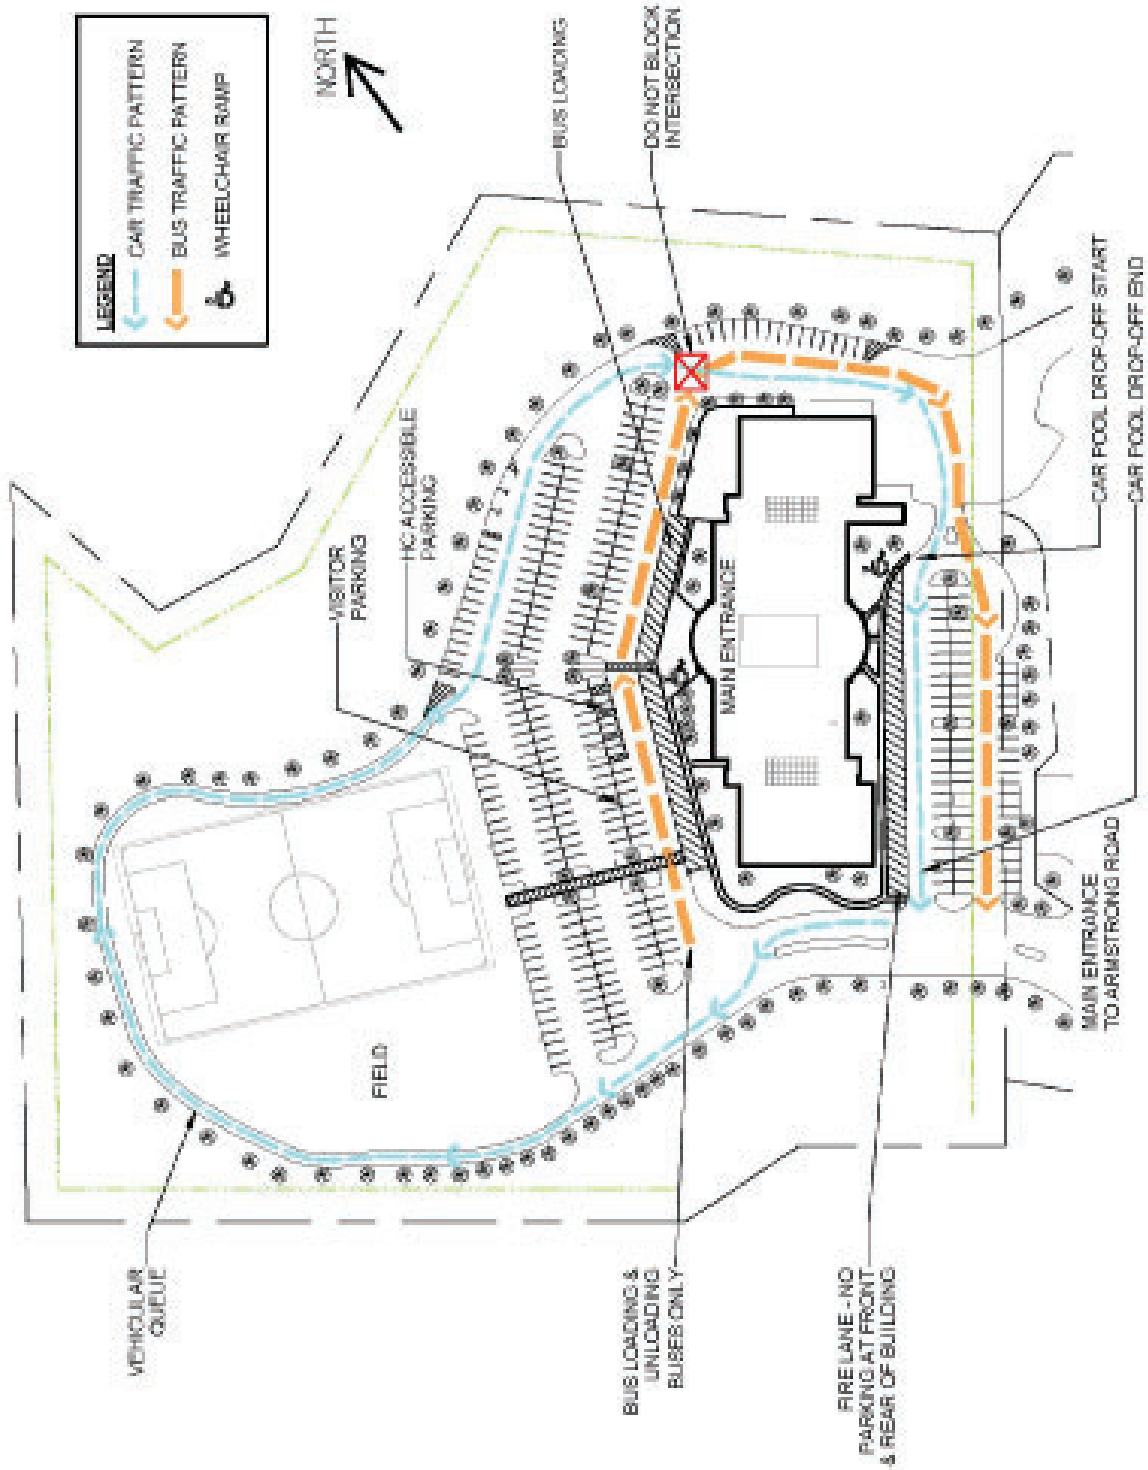 LEGEND
CAR TRAFFIC PATTERN
BUS TRAFFIC PATTERN
WHEELCHAIR RAMP
NORTH
BUS LOADING
DO NOT BLOCK
INTERSECTION
HC ACCESSIBLE
PARKING
VISITOR
PARKING
MAIN ENTRANCE
FIELD
CAR POOL DROP-OFF START
CAR POOL DROP-OFF END
MAIN ENTRANCE
TO ARMSTRONG ROAD
VEHICULAR
QUEUE
BUS LOADING &
UNLOADING
BUSES ONLY
FIRE LANE - NO
PARKING AT FRONT
& REAR OF BUILDING